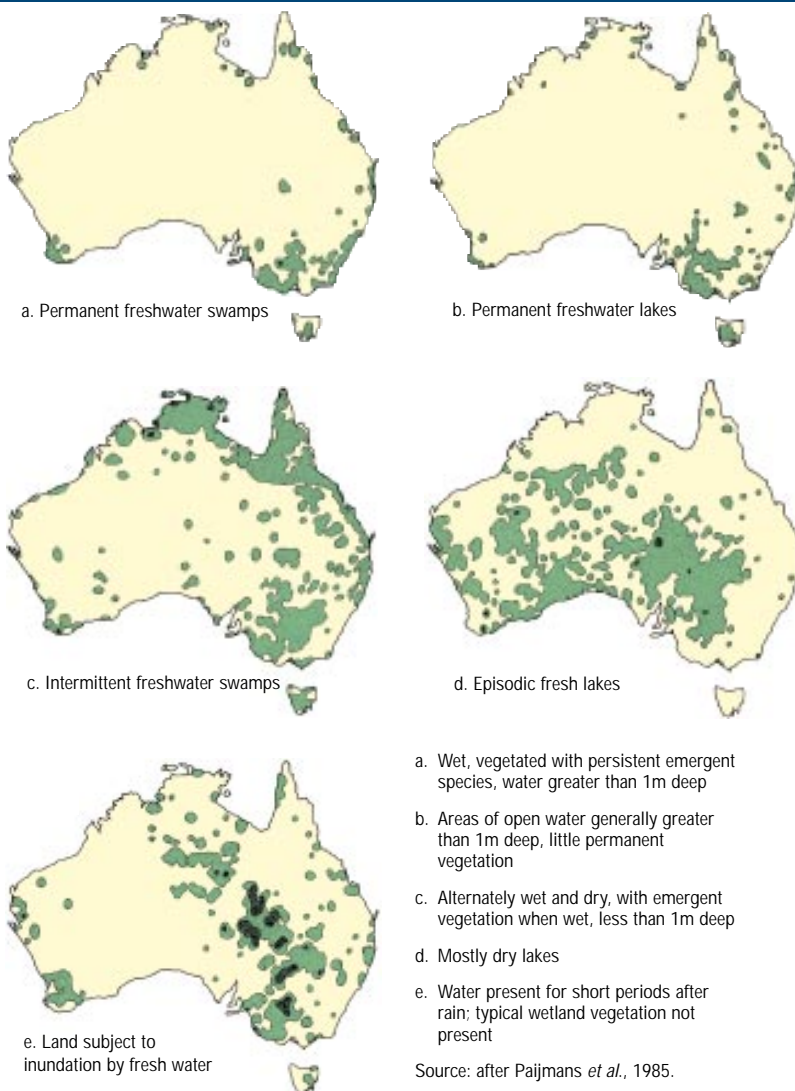 a. Permanent freshwater swamps
b. Permanent freshwater lakes
c. Intermittent freshwater swamps
d. Episodic fresh lakes
e. Land subject to
inundation by fresh water
a. Wet, vegetated with persistent emergent
species, water greater than 1m deep
b. Areas of open water generally greater
than 1m deep, little permanent
vegetation
c. Alternately wet and dry, with emergent
vegetation when wet, less than 1m deep
d. Mostly dry lakes
e. Water present for short periods after
rain; typical wetland vegetation not
present
Source: after Paijmans et al., 1985.